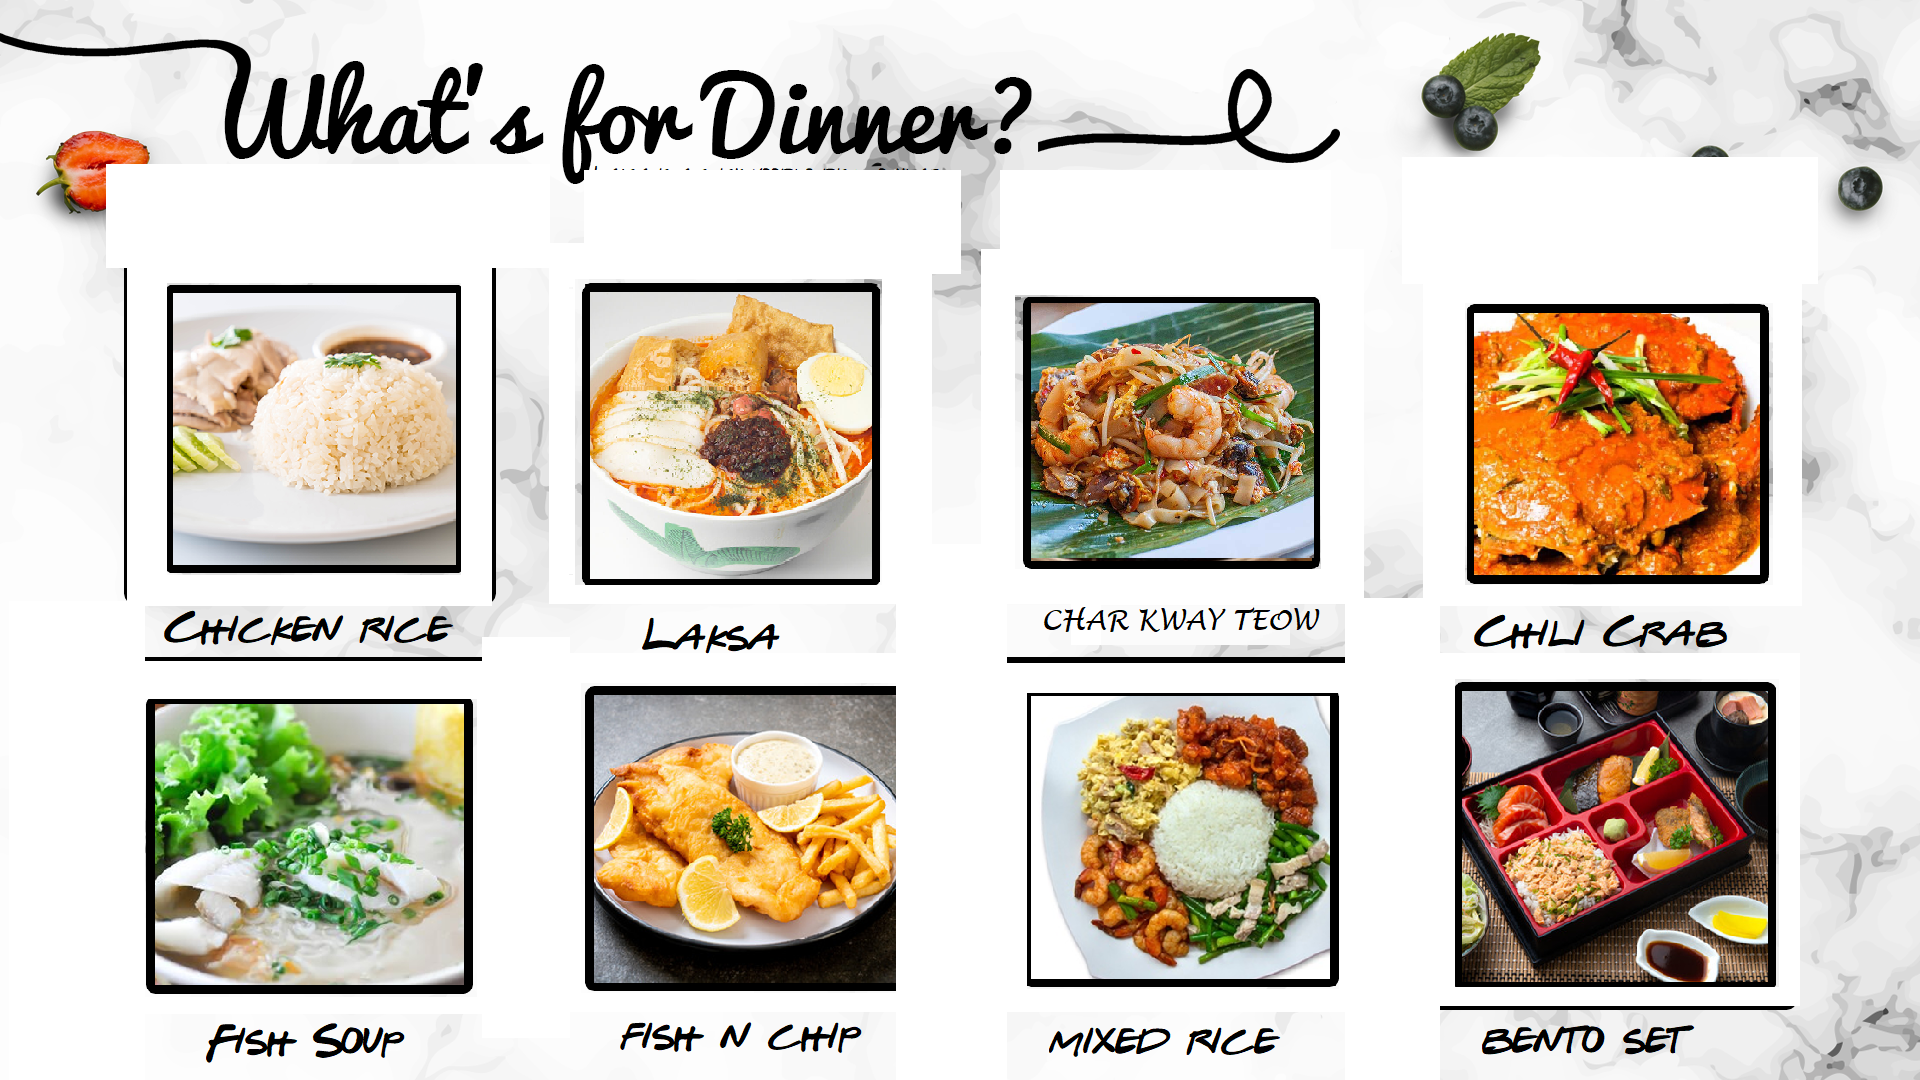 What's for Dinner?
CHICKEN RICE
LAKSA
CHAR KWAY TEOW
CHILI CRAB
FISH SOUP
FISH N CHIP
MIXED RICE
BENTO SET